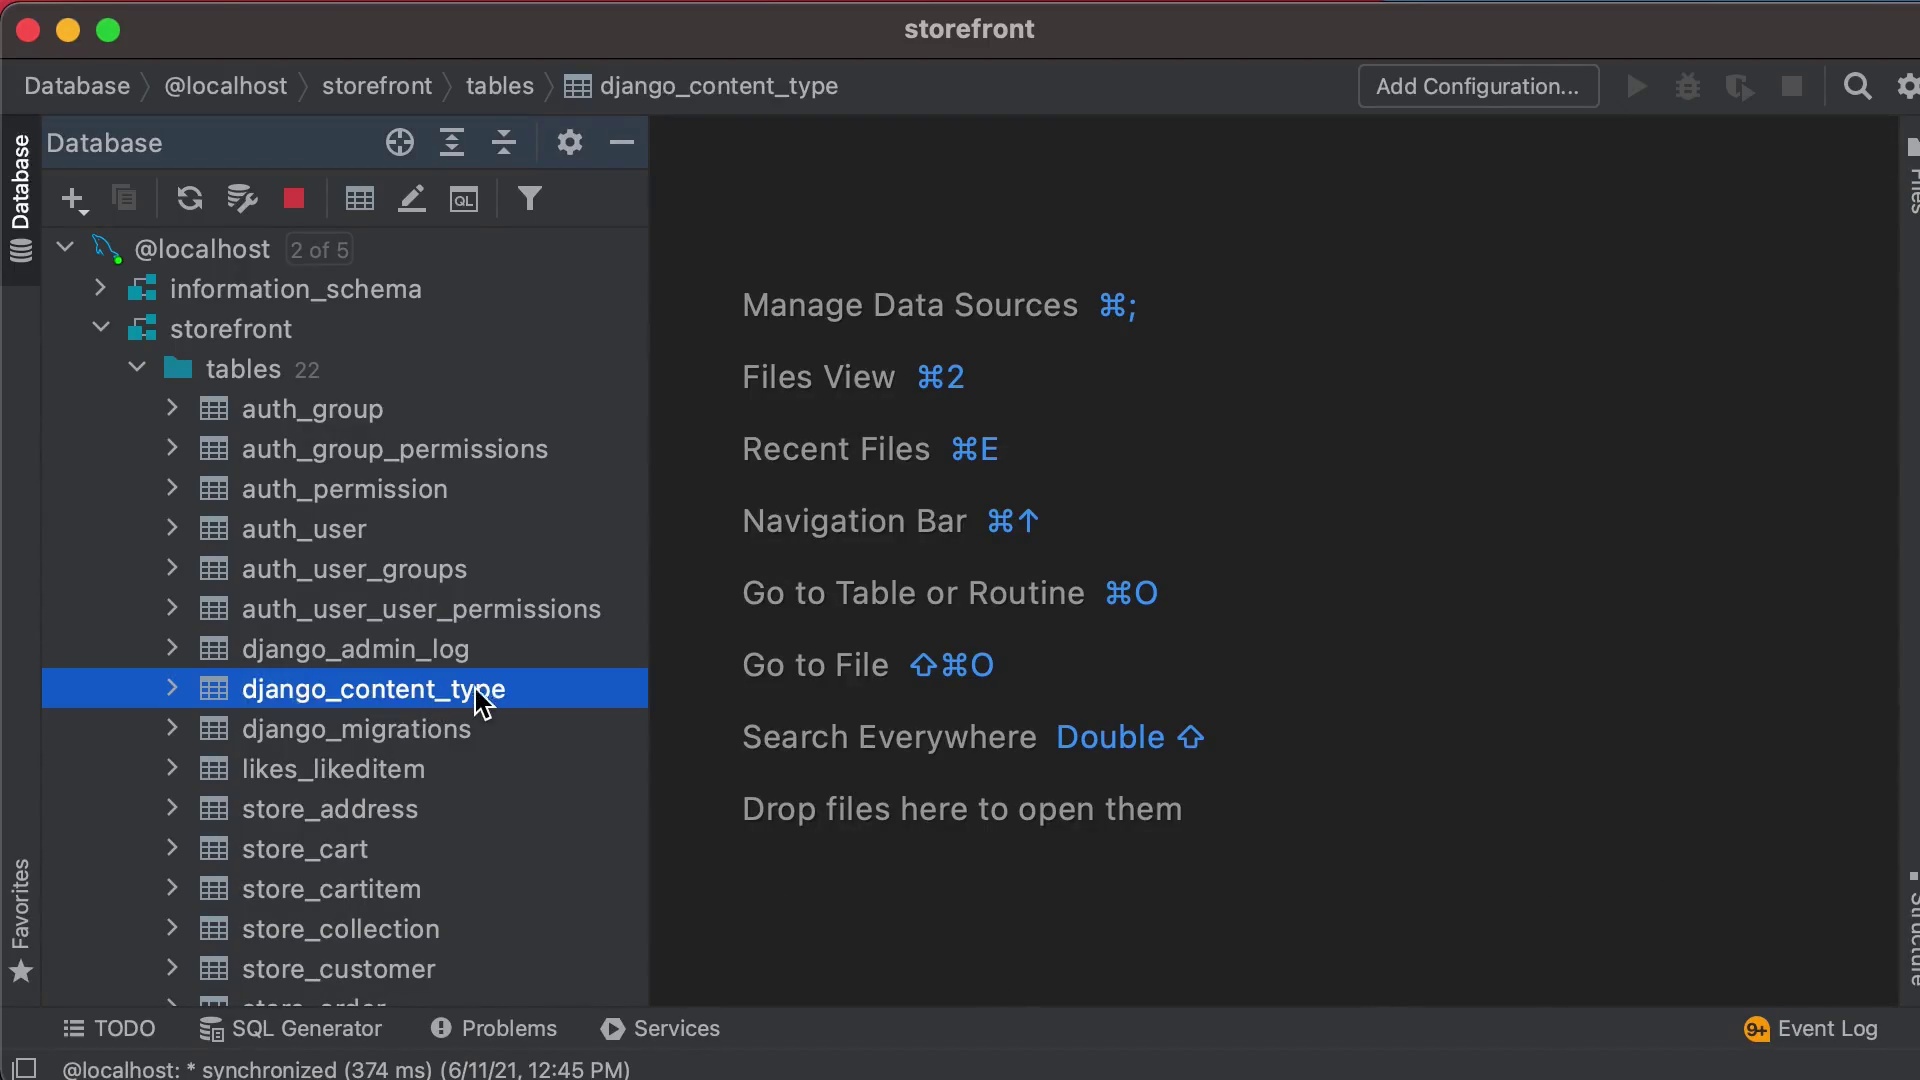 storefront
Database @localhost storefront tables django_content_type Add Configuration...
Database
Database
QL
@localhost 2 of 5
information_schema
storefront
tables 22
auth_group
auth_group_permissions
auth_permission
auth_user
auth_user_groups
auth_user_user_permissions
django_admin_log
django_content_type
django_migrations
likes_likeditem
store_address
store_cart
store_cartitem
store_collection
store_customer
store_order
Favorites
Manage Data Sources ⌘;
Files View ⌘2
Recent Files ⌘E
Navigation Bar ⌘↑
Go to Table or Routine ⌘O
Go to File ⇧⌘O
Search Everywhere Double ⇧
Drop files here to open them
Files
Structure
TODO SQL Generator Problems Services 9+ Event Log
@localhost: * synchronized (374 ms) (6/11/21, 12:45 PM)